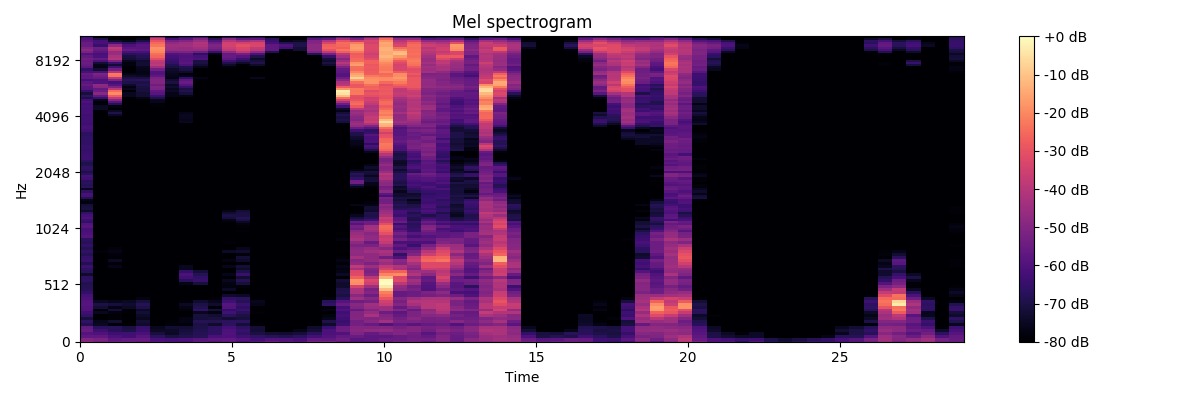 Mel spectrogram
+0 dB
8192
-10 dB
4096
-20 dB
-30 dB
Hz
2048
-40 dB
1024
-50 dB
-60 dB
512
-70 dB
0
-80 dB
0 5 10 15 20 25
Time